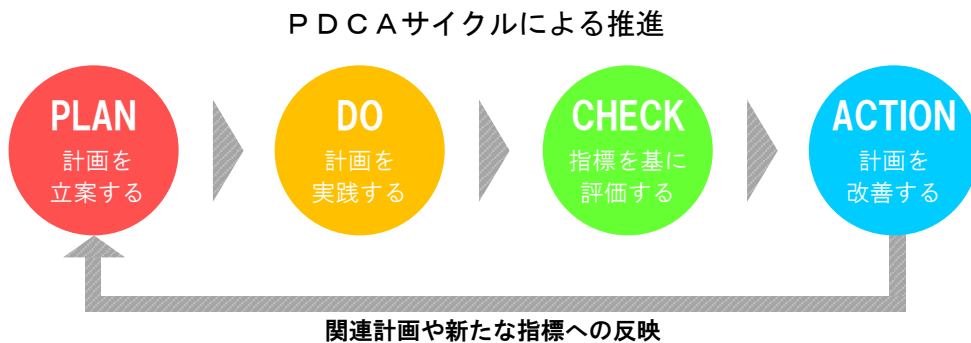 ＰＤＣＡサイクルによる推進
PLAN
計画を
立案する
DO
計画を
実践する
CHECK
指標を基に
評価する
ACTION
計画を
改善する
関連計画や新たな指標への反映